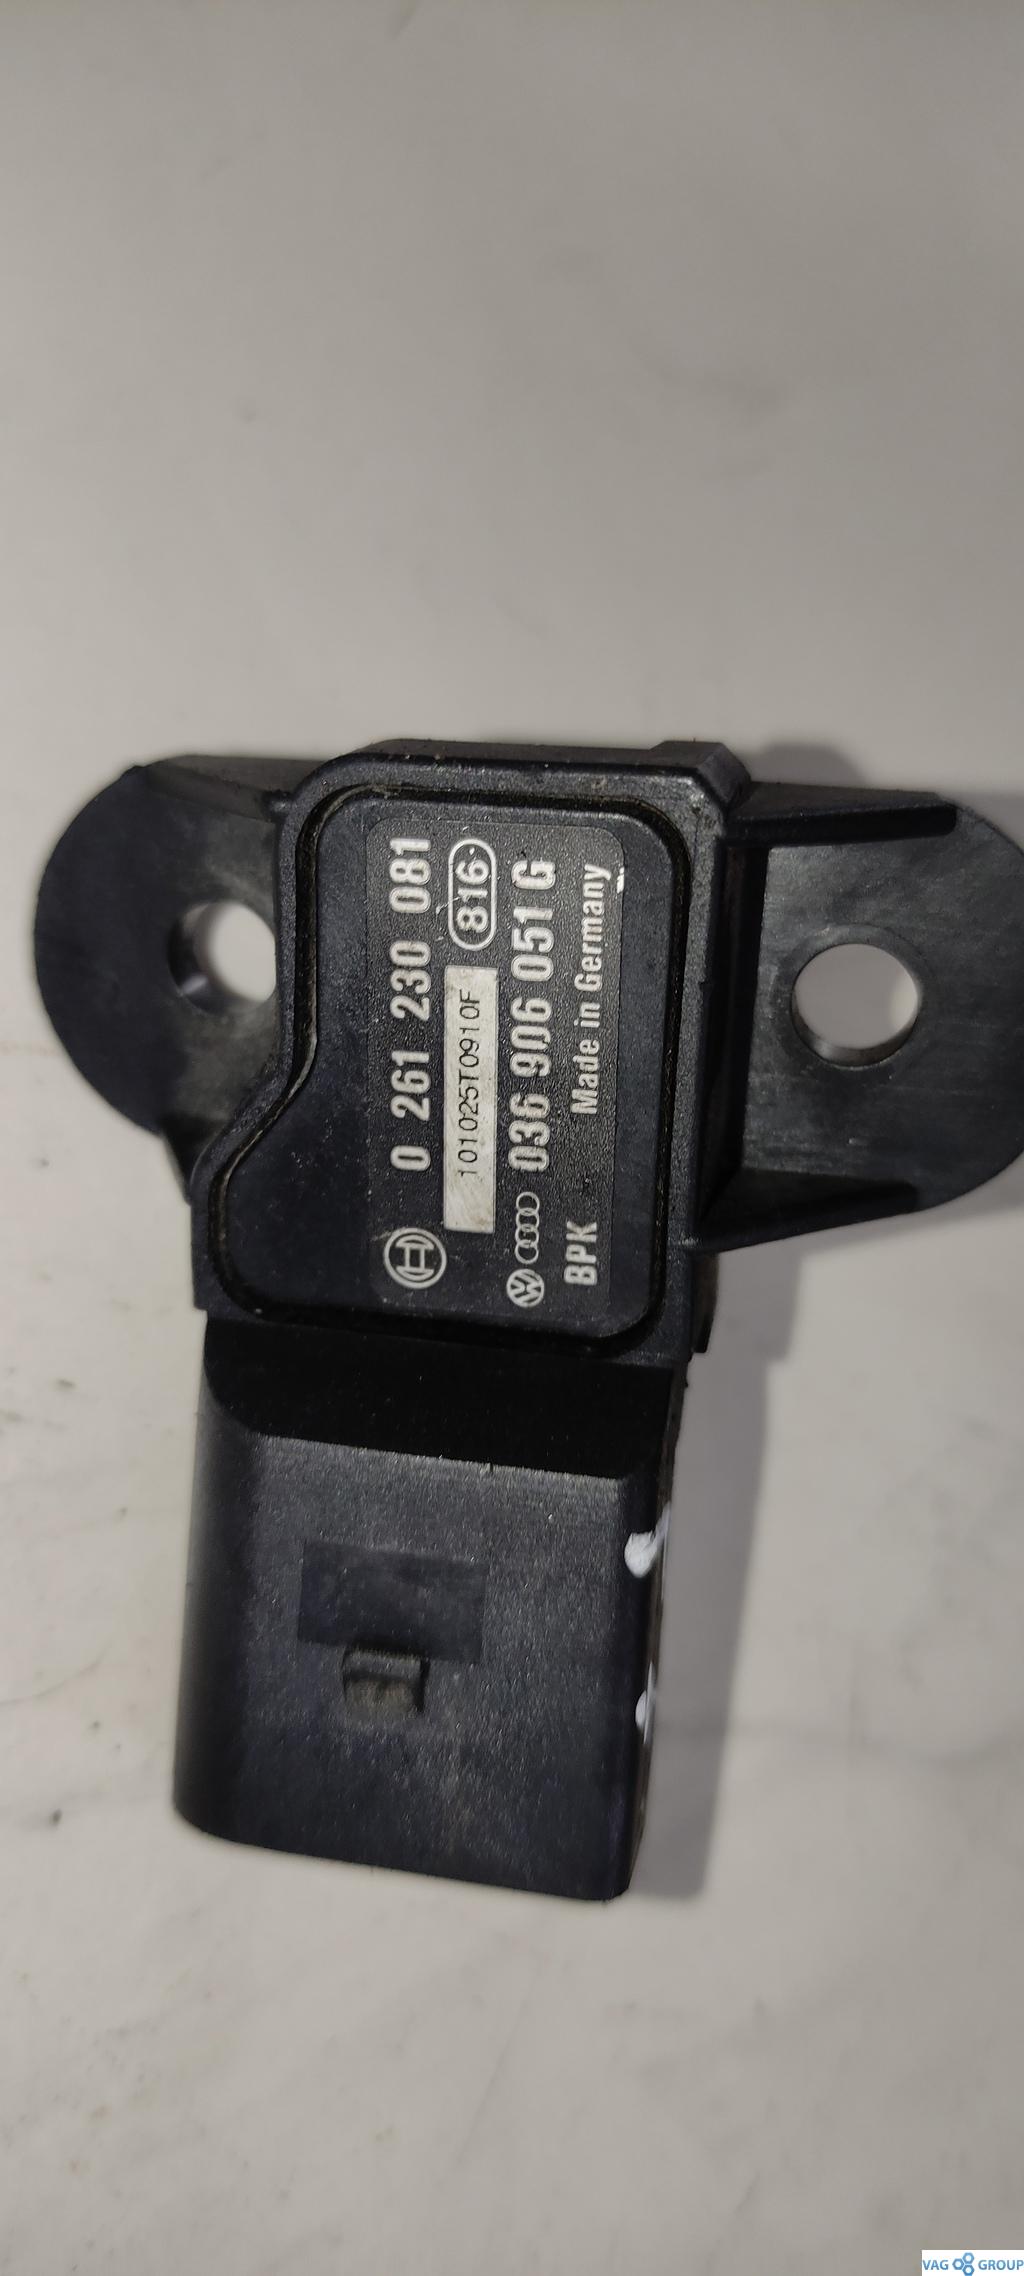 0 261 230 081
101025T0910F 816
036 906 051 G
BPK Made in Germany
VAG GROUP